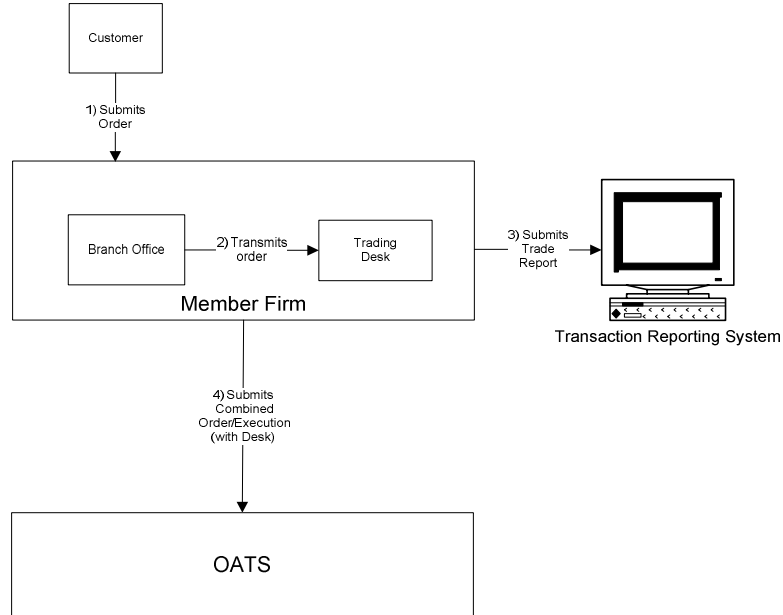 Customer
1) Submits
Order
Branch Office
2) Transmits
order
Trading
Desk
Member Firm
3) Submits
Trade
Report
Transaction Reporting System
4) Submits
Combined
Order/Execution
(with Desk)
OATS